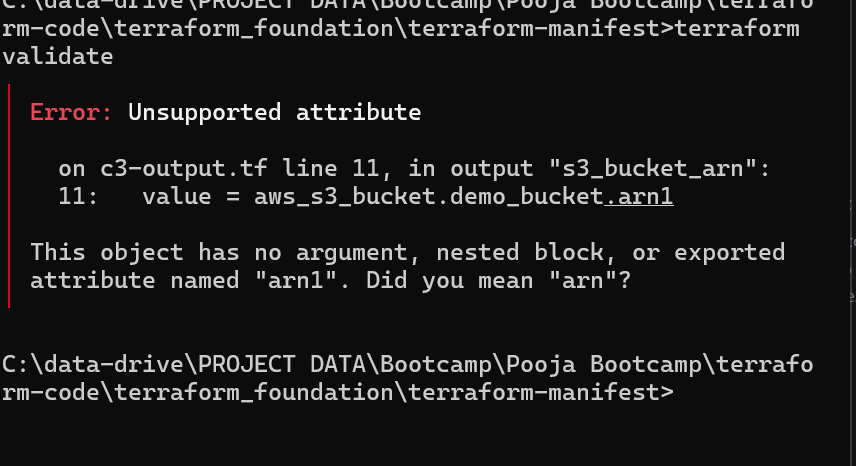 C:\data-drive\PROJECT DATA\Bootcamp\Pooja Bootcamp\terrafo
rm-code\terraform_foundation\terraform-manifest>terraform
validate
Error: Unsupported attribute
on c3-output.tf line 11, in output "s3_bucket_arn":
11:   value = aws_s3_bucket.demo_bucket.arn1
This object has no argument, nested block, or exported
attribute named "arn1". Did you mean "arn"?
C:\data-drive\PROJECT DATA\Bootcamp\Pooja Bootcamp\terrafo
rm-code\terraform_foundation\terraform-manifest>